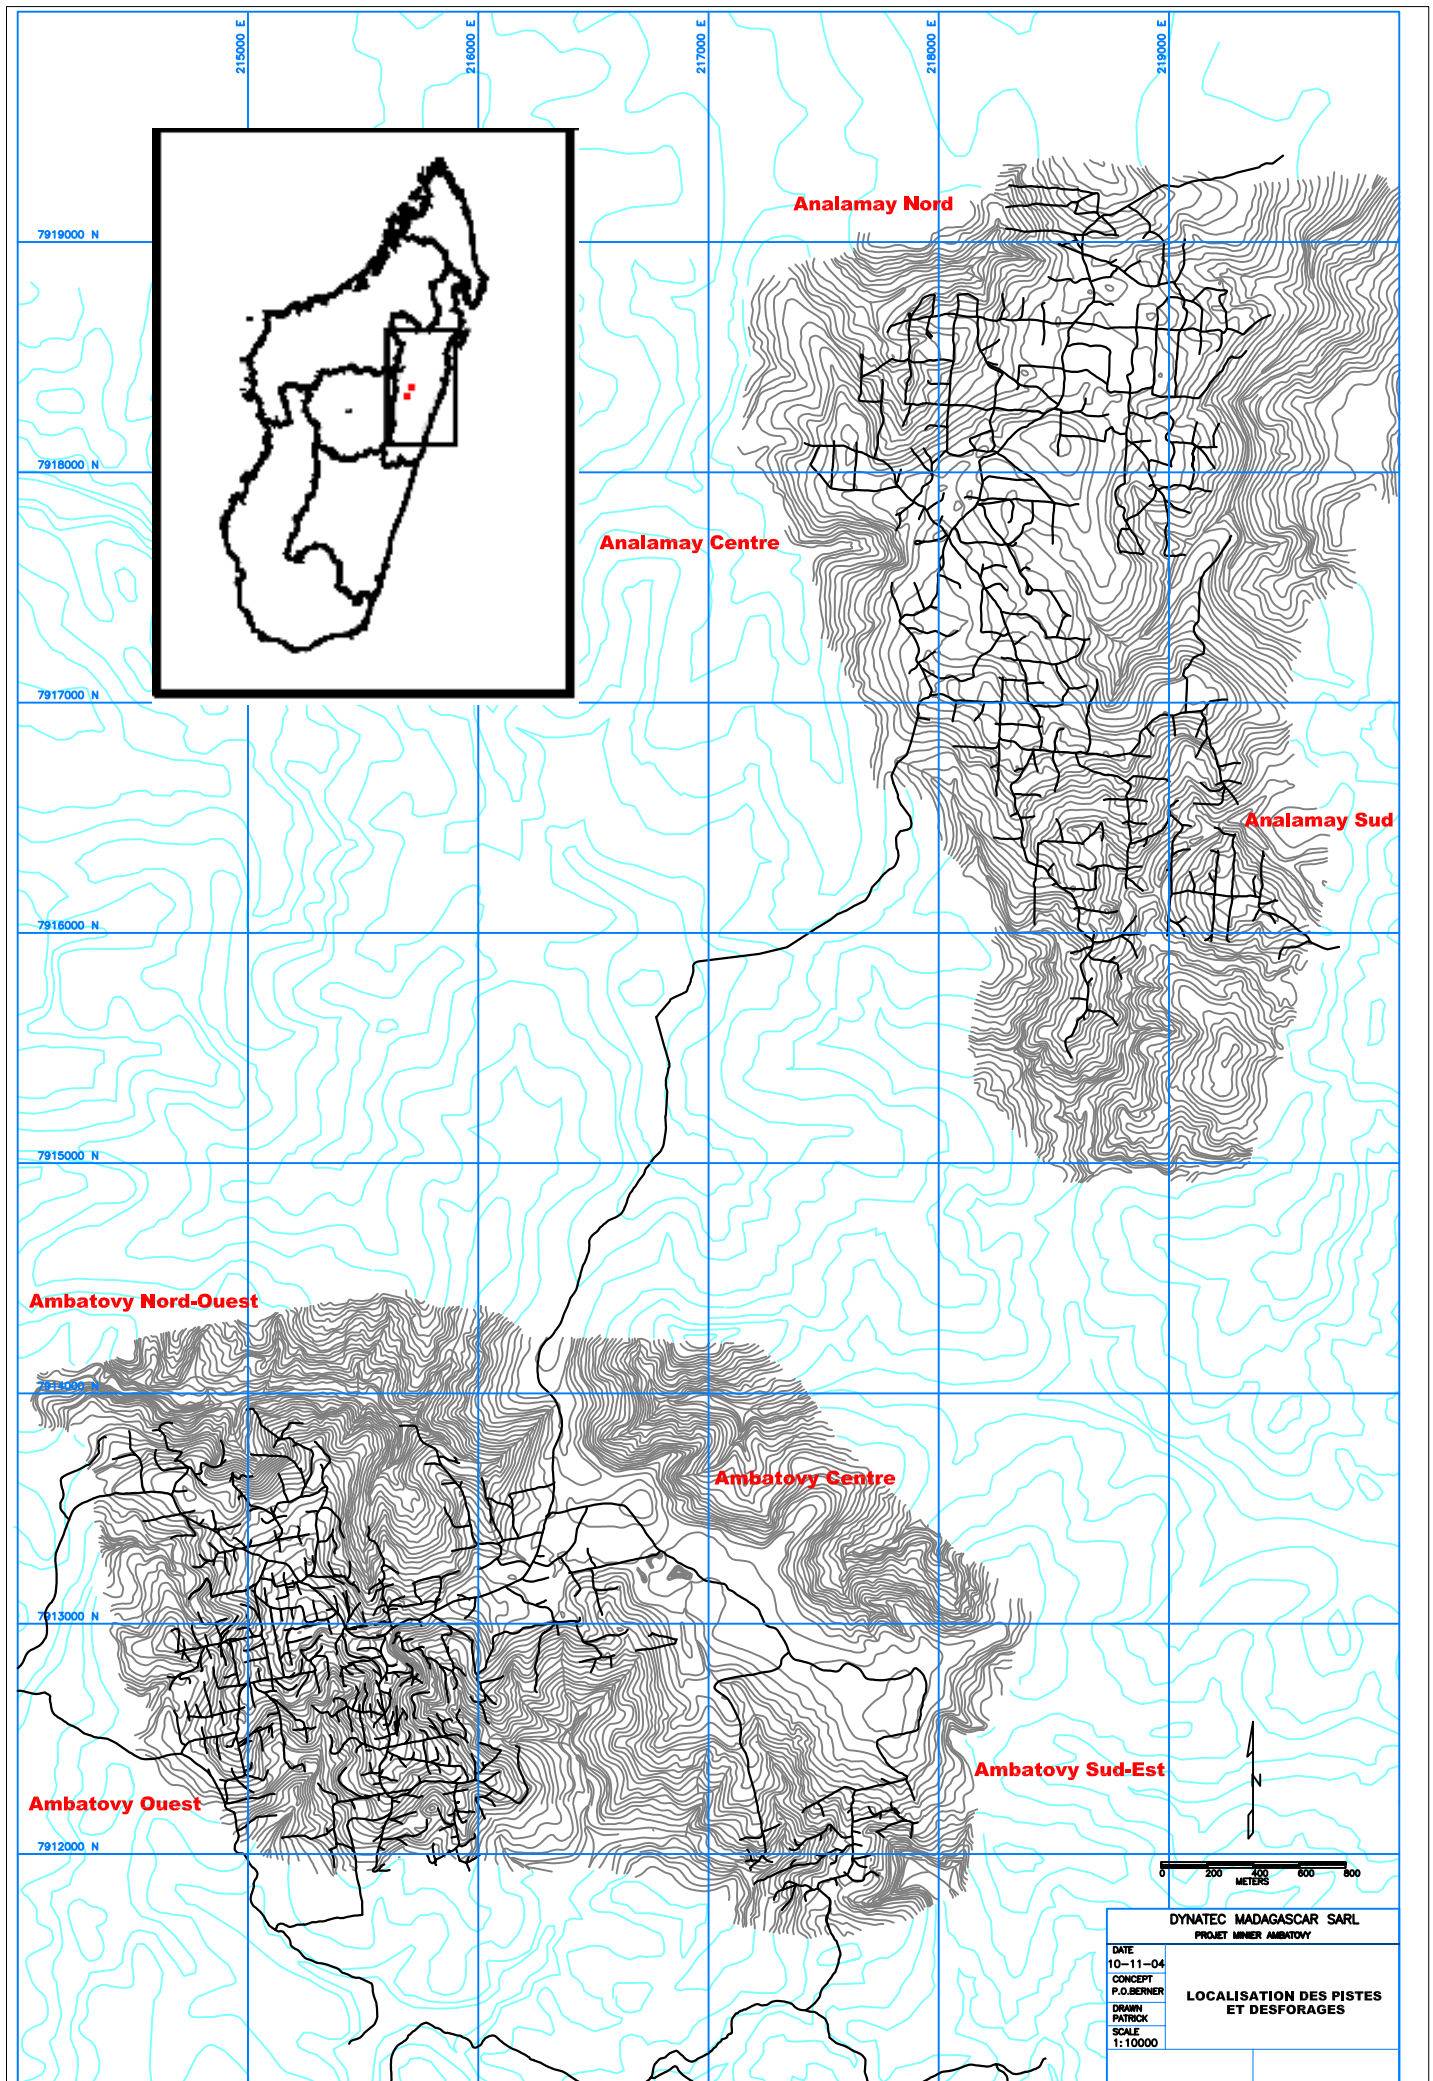 215000 E
216000 E
217000 E
218000 E
219000 E
Analamay Nord
7919000 N
7918000 N
Analamay Centre
7917000 N
Analamay Sud
7916000 N
7915000 N
Ambatovy Nord-Ouest
7914000 N
Ambatovy Centre
7913000 N
Ambatovy Sud-Est
N
Ambatovy Ouest
7912000 N
0 200 400 600 800
METERS
DYNATEC MADAGASCAR SARL
PROJET MINIER AMBATOVY
DATE
10-11-04
CONCEPT
P.O.BERNER
LOCALISATION DES PISTES
ET DESFORAGES
DRAWN
PATRICK
SCALE
1:10000